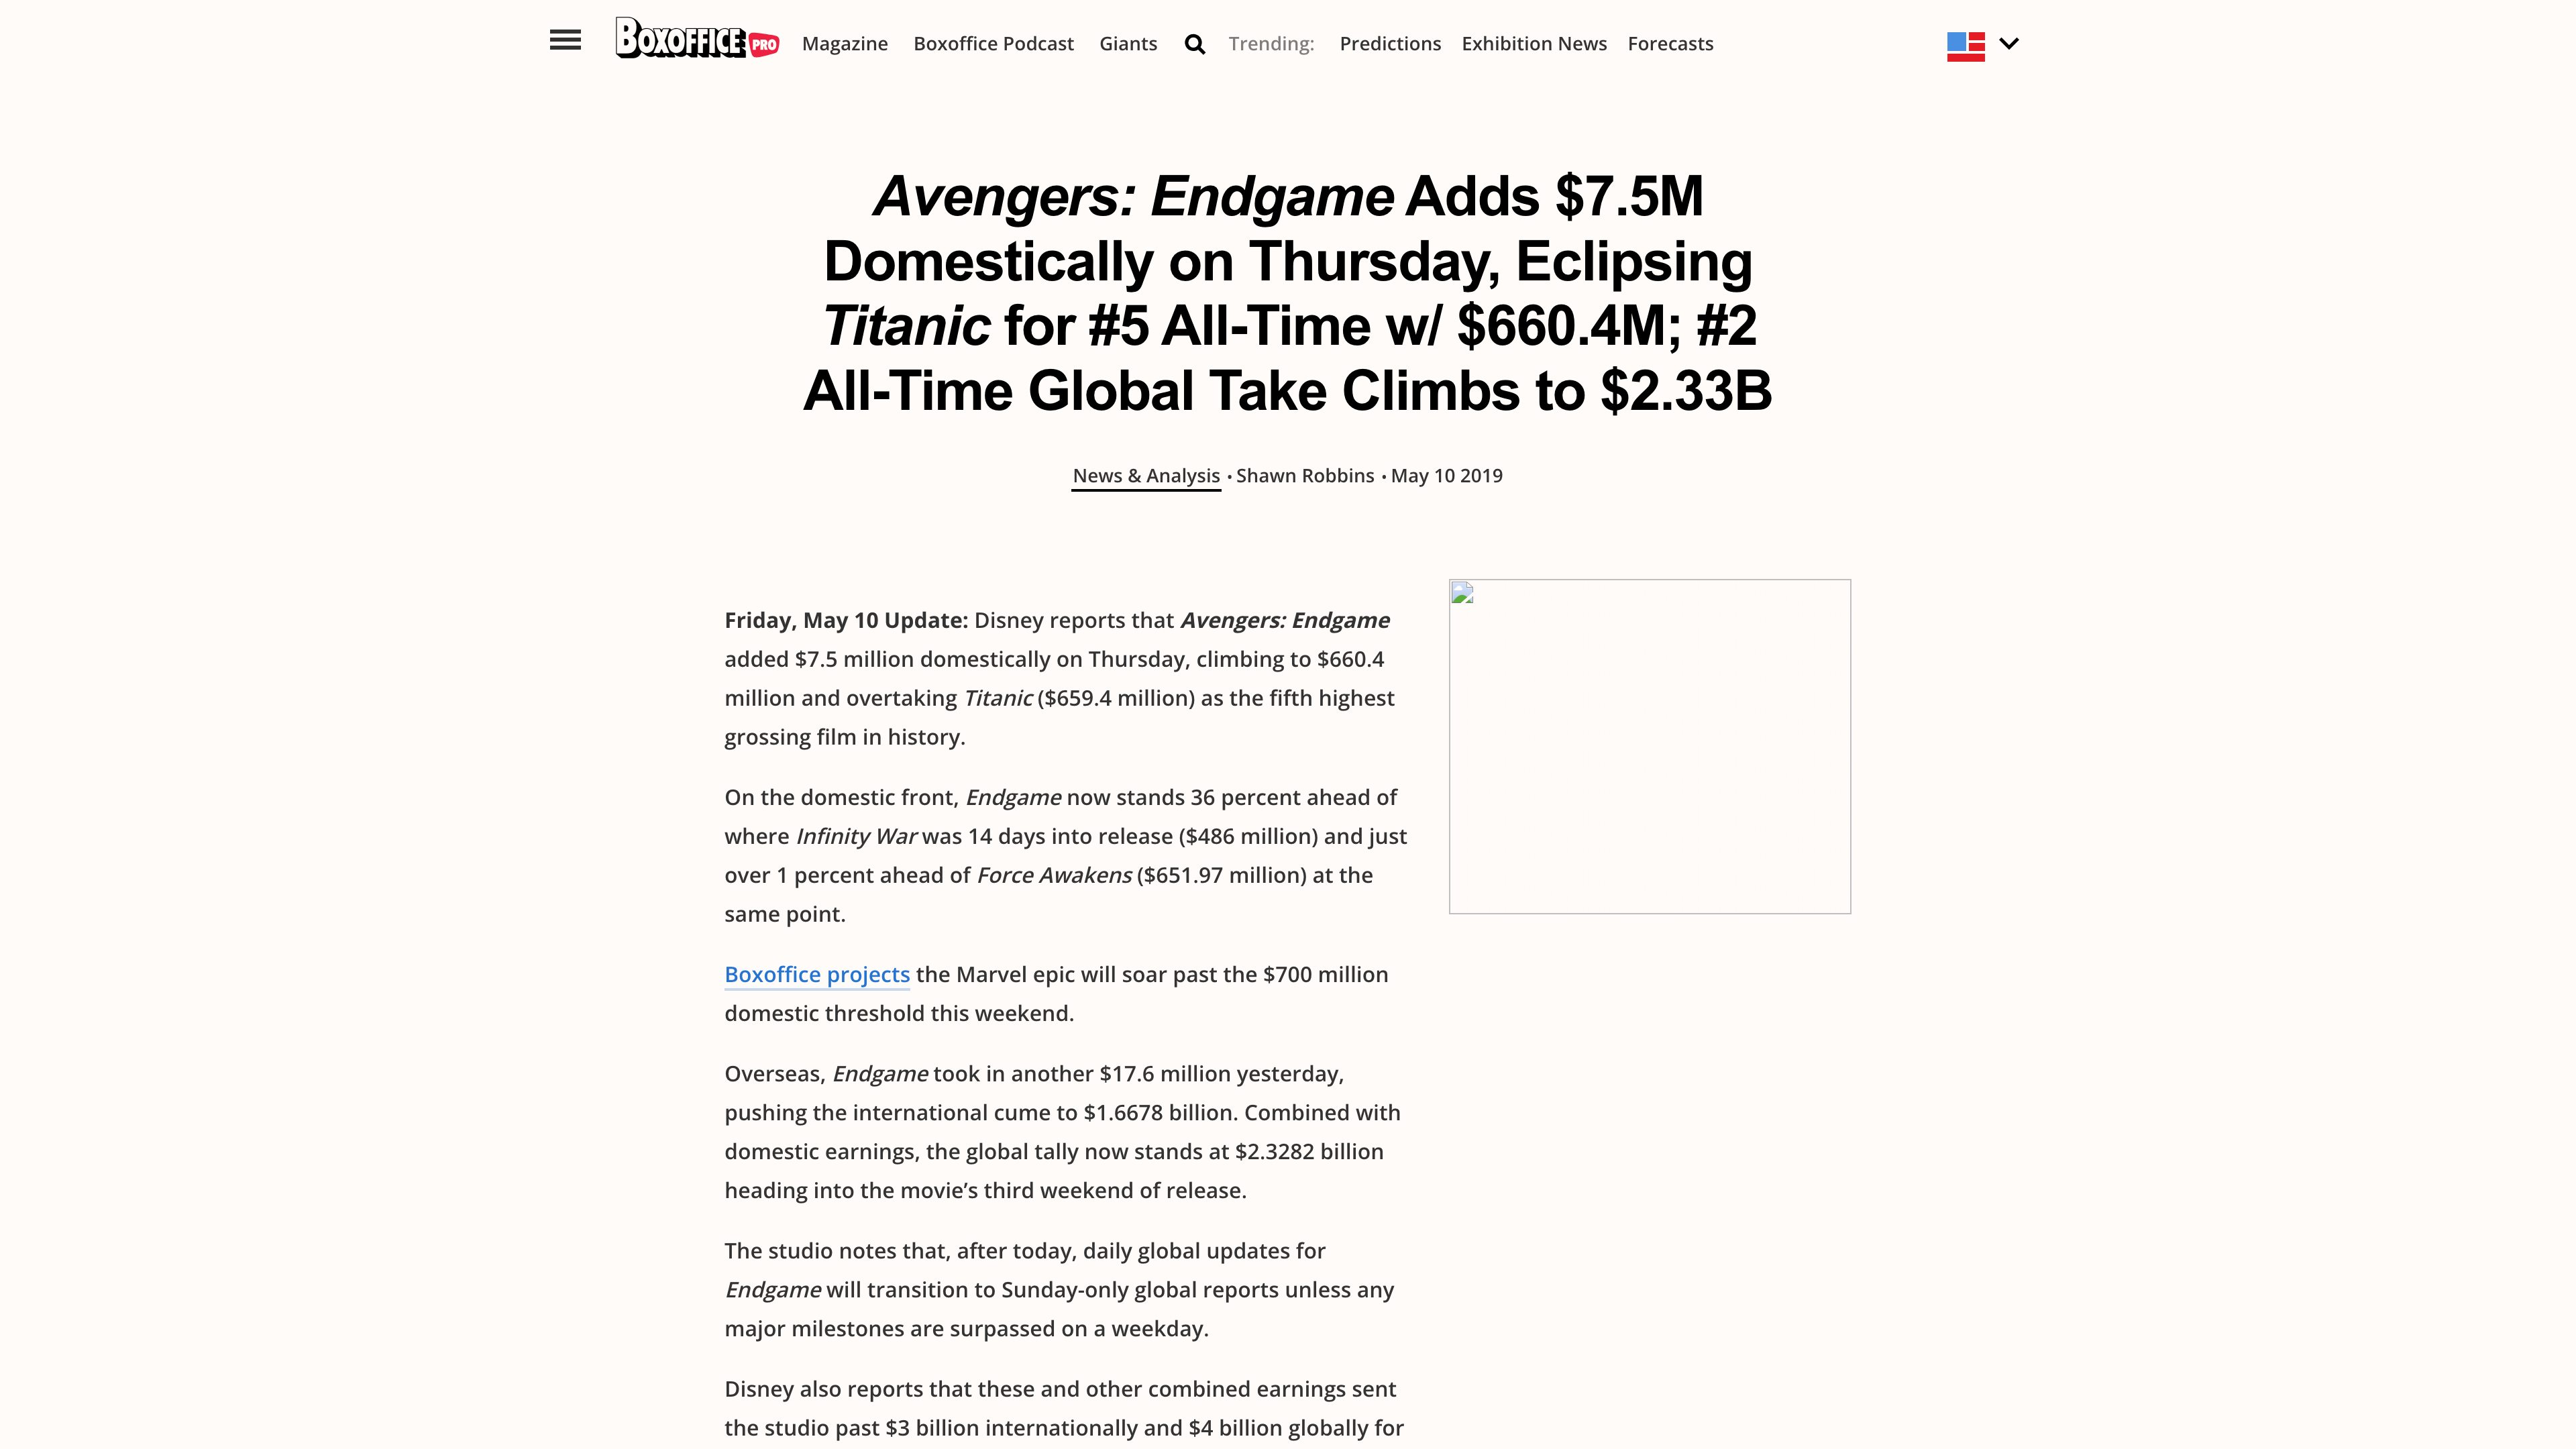 BOXOFFICE PRO
Magazine
Boxoffice Podcast
Giants
Trending:
Predictions
Exhibition News
Forecasts
Avengers: Endgame Adds $7.5M
Domestically on Thursday, Eclipsing
Titanic for #5 All-Time w/ $660.4M; #2
All-Time Global Take Climbs to $2.33B
News & Analysis • Shawn Robbins • May 10 2019
Friday, May 10 Update: Disney reports that Avengers: Endgame
added $7.5 million domestically on Thursday, climbing to $660.4
million and overtaking Titanic ($659.4 million) as the fifth highest
grossing film in history.
On the domestic front, Endgame now stands 36 percent ahead of
where Infinity War was 14 days into release ($486 million) and just
over 1 percent ahead of Force Awakens ($651.97 million) at the
same point.
Boxoffice projects the Marvel epic will soar past the $700 million
domestic threshold this weekend.
Overseas, Endgame took in another $17.6 million yesterday,
pushing the international cume to $1.6678 billion. Combined with
domestic earnings, the global tally now stands at $2.3282 billion
heading into the movie’s third weekend of release.
The studio notes that, after today, daily global updates for
Endgame will transition to Sunday-only global reports unless any
major milestones are surpassed on a weekday.
Disney also reports that these and other combined earnings sent
the studio past $3 billion internationally and $4 billion globally for